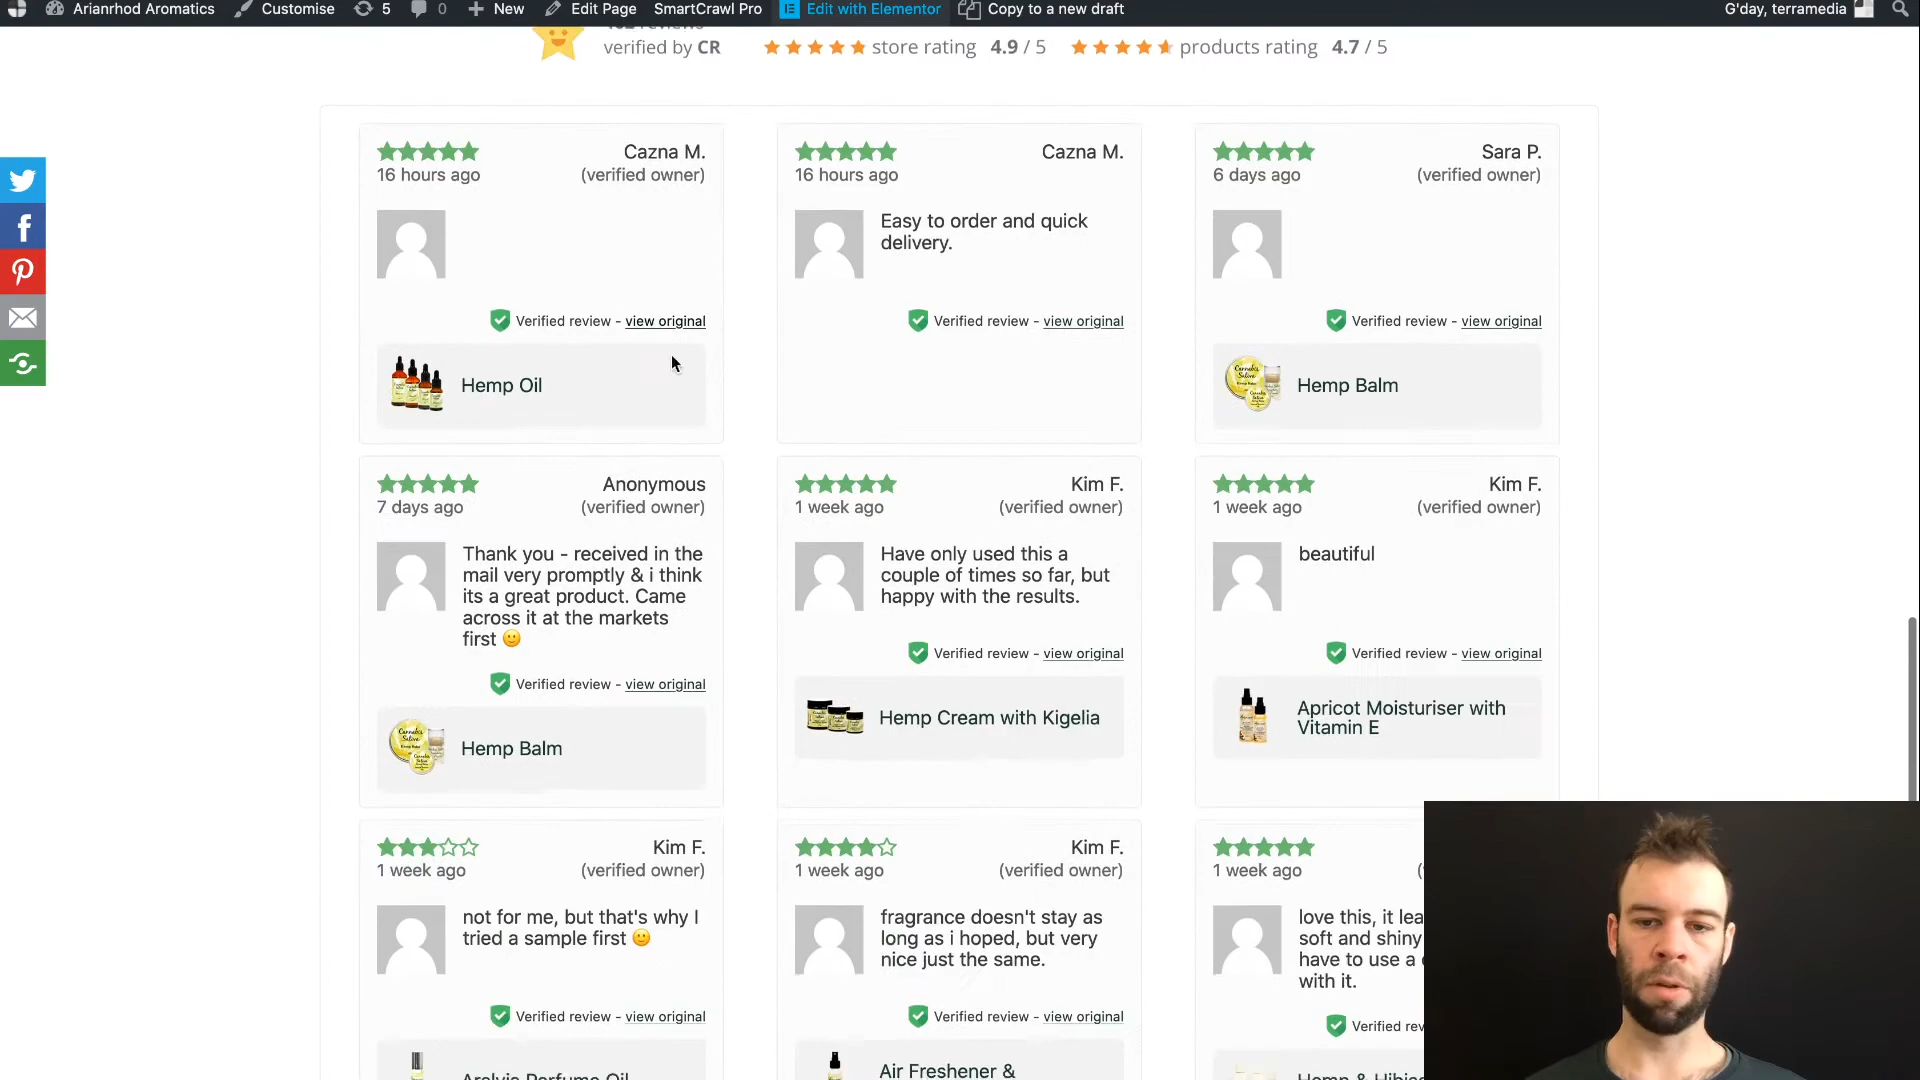 Arianrhod Aromatics Customise 5 0 New Edit Page SmartCrawl Pro Edit with Elementor Copy to a new draft G'day, terramedia
verified by CR store rating 4.9 / 5 products rating 4.7 / 5
Cazna M.
16 hours ago (verified owner)
Verified review - view original
Hemp Oil
Cazna M.
16 hours ago
Easy to order and quick
delivery.
Verified review - view original
Sara P.
6 days ago (verified owner)
Verified review - view original
Hemp Balm
Anonymous
7 days ago (verified owner)
Thank you - received in the
mail very promptly & i think
its a great product. Came
across it at the markets
first 🙂
Verified review - view original
Hemp Balm
Kim F.
1 week ago (verified owner)
Have only used this a
couple of times so far, but
happy with the results.
Verified review - view original
Hemp Cream with Kigelia
Kim F.
1 week ago (verified owner)
beautiful
Verified review - view original
Apricot Moisturiser with
Vitamin E
Kim F.
1 week ago (verified owner)
not for me, but that's why I
tried a sample first 🙂
Verified review - view original
Perfume Oil
Kim F.
1 week ago (verified owner)
fragrance doesn't stay as
long as i hoped, but very
nice just the same.
Verified review - view original
Air Freshener &
1 week ago
love this, it
soft and shiny
have to use a
with it.
Verified
Hemp &